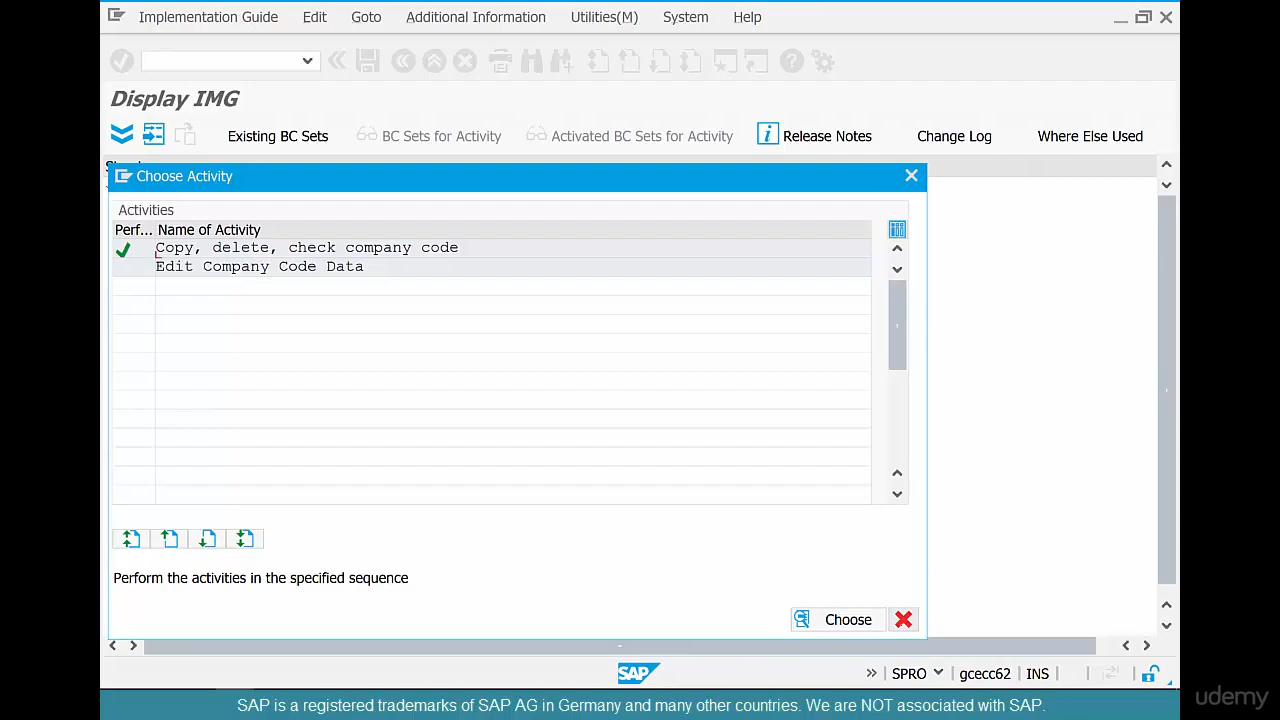 Implementation Guide Edit Goto Additional Information Utilities(M) System Help
Display IMG
Existing BC Sets BC Sets for Activity Activated BC Sets for Activity i Release Notes Change Log Where Else Used
Choose Activity
Activities
Perf... Name of Activity
Copy, delete, check company code
Edit Company Code Data
Perform the activities in the specified sequence
Choose
SAP SPRO gcecc62 INS
SAP is a registered trademarks of SAP AG in Germany and many other countries. We are NOT associated with SAP.
udemy